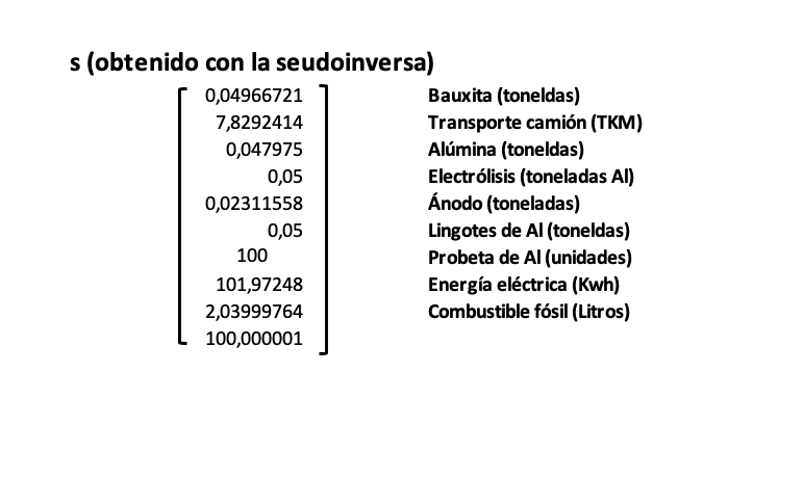 s (obtenido con la seudoinversa)
0,04966721 Bauxita (toneldas)
7,8292414 Transporte camión (TKM)
0,047975 Alúmina (toneldas)
0,05 Electrólisis (toneladas Al)
0,02311558 Ánodo (toneladas)
0,05 Lingotes de Al (toneldas)
100 Probeta de Al (unidades)
101,97248 Energía eléctrica (Kwh)
2,03999764 Combustible fósil (Litros)
100,000001